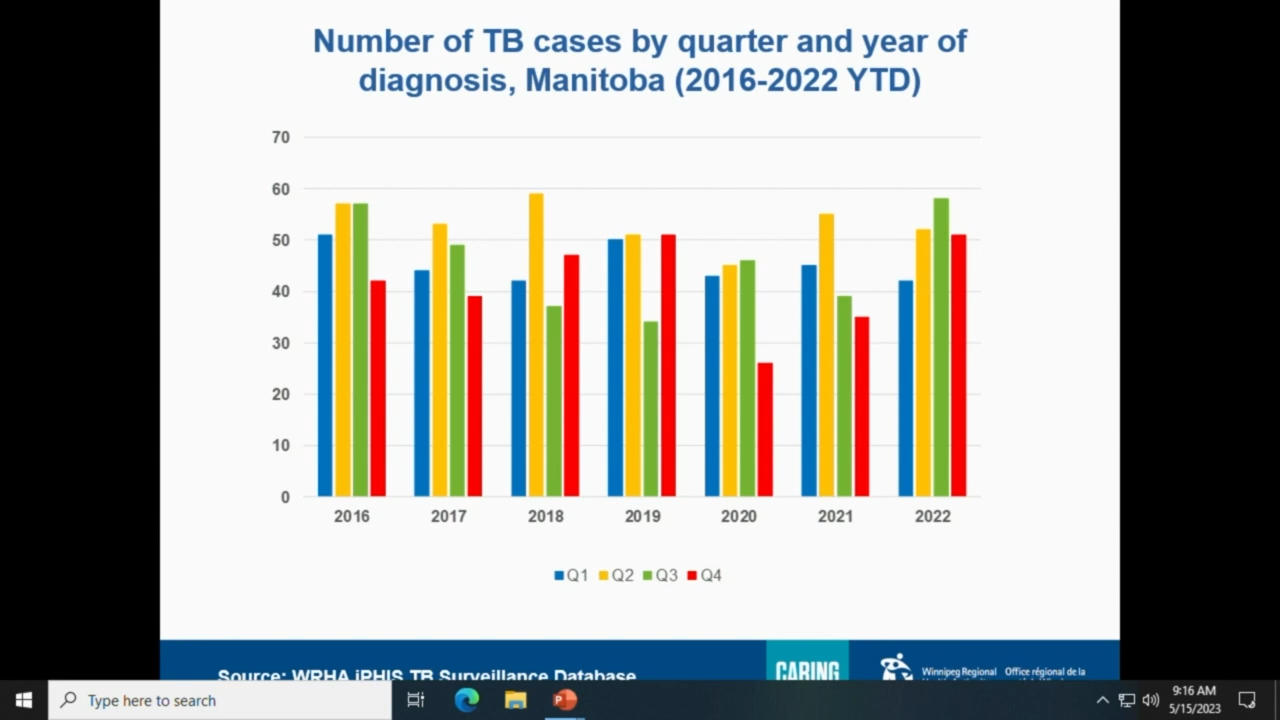 Number of TB cases by quarter and year of
diagnosis, Manitoba (2016-2022 YTD)
70
60
50
40
30
20
10
0
2016 2017 2018 2019 2020 2021 2022
Q1 Q2 Q3 Q4
Source: WRHA iPHIS TB Surveillance Database
CARING
Winnipeg Regional Office régional de la
Type here to search
9:16 AM
5/15/2023